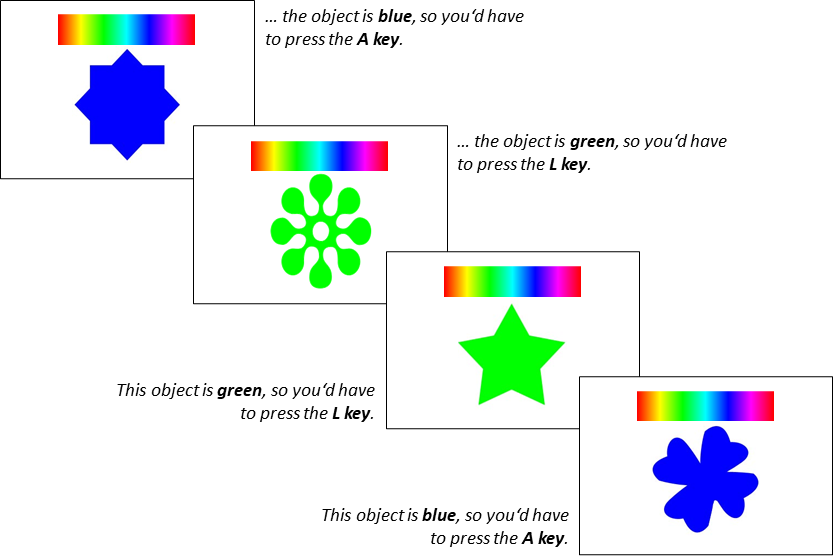 ... the object is blue, so you‘d have
to press the A key.
... the object is green, so you‘d have
to press the L key.
This object is green, so you‘d have
to press the L key.
This object is blue, so you‘d have
to press the A key.